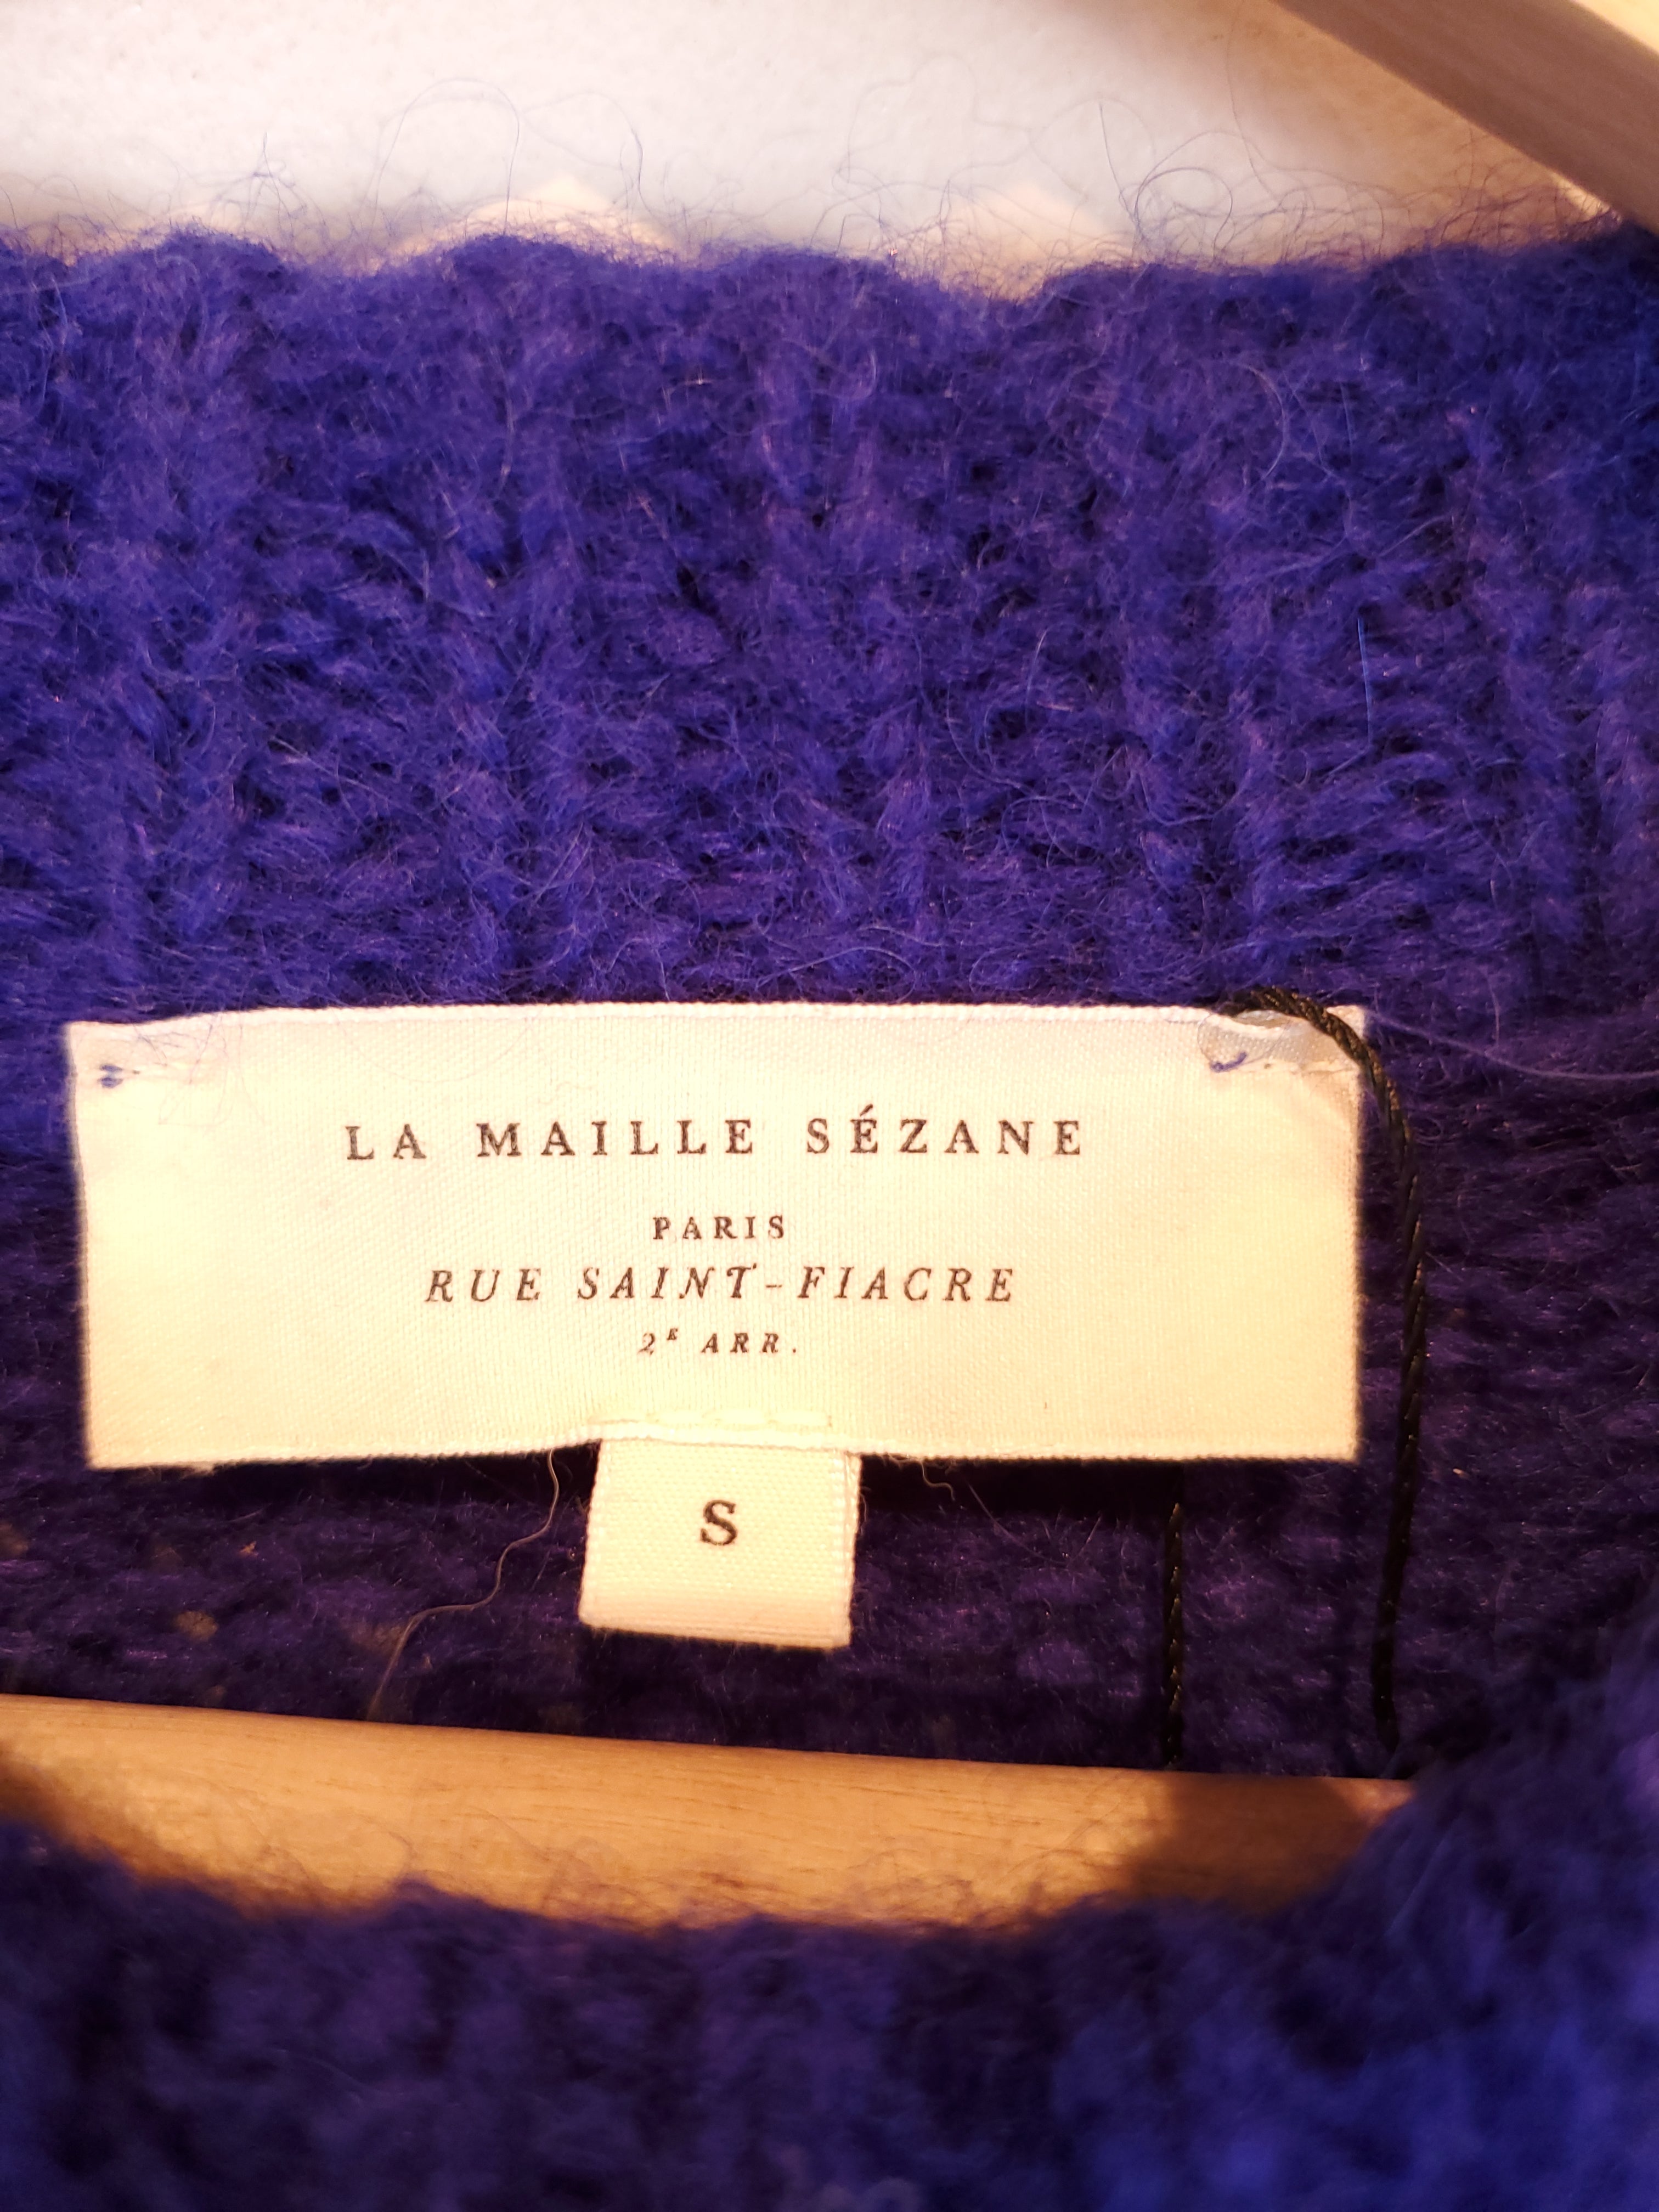 LA MAILLE SÉZANE
PARIS
RUE SAINT-FIACRE
2ᴱ ARR.
S